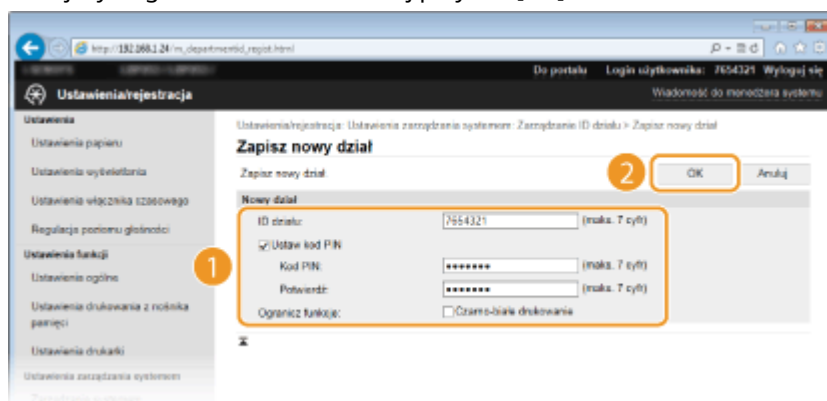 http://192.168.1.24/m_departmentid_regist.html
Do portalu Login użytkownika: 7654321 Wyloguj się
Ustawienia/rejestracja
Wiadomość do menedżera systemu
Ustawienia
Ustawienia papieru
Ustawienia wyświetlania
Ustawienia włącznika czasowego
Regulacja poziomu głośności
Ustawienia funkcji
Ustawienia ogólne
Ustawienia drukowania z nośnika
pamięci
Ustawienia drukarki
Ustawienia zarządzania systemem
Ustawienia/rejestracja: Ustawienia zarządzania systemem: Zarządzanie ID działu > Zapisz nowy dział
Zapisz nowy dział
Zapisz nowy dział
2
OK
Anuluj
Nowy dział
1
ID działu:
7654321
(maks. 7 cyfr)
Ustaw kod PIN
Kod PIN:
•••••••
(maks. 7 cyfr)
Potwierdź:
•••••••
(maks. 7 cyfr)
Ogranicz funkcje:
Czarno-białe drukowanie